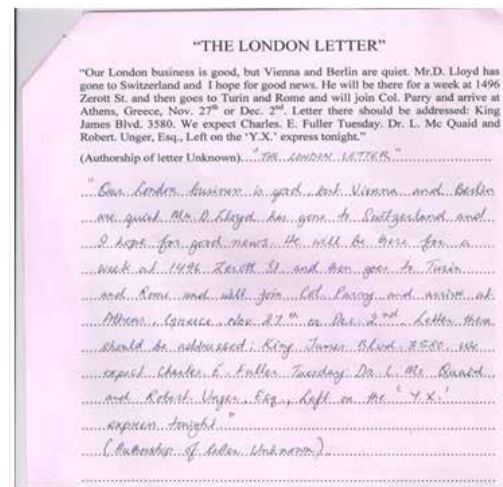 "THE LONDON LETTER"
"Our London business is good, but Vienna and Berlin are quiet. Mr.D. Lloyd has
gone to Switzerland and I hope for good news. He will be there for a week at 1496
Zerott St. and then goes to Turin and Rome and will join Col. Parry and arrive at
Athens, Greece, Nov. 27th or Dec. 2nd. Letter there should be addressed: King
James Blvd. 3580. We expect Charles. E. Fuller Tuesday. Dr. L. Mc Quaid and
Robert. Unger, Esq., Left on the 'Y.X.' express tonight."
(Authorship of letter Unknown). "THE LONDON LETTER"
"Our London business is good but Vienna and Berlin
are quiet. Mr. D. Lloyd has gone to Switzerland and
I hope for good news. He will be there for a
week at 1496 Zerott St. and then goes to Turin
and Rome and will join Col. Parry and arrive at
Athens, Greece, Nov. 27th or Dec. 2nd. Letter there
should be addressed: King James Blvd. 3580. We
expect Charles. E. Fuller Tuesday. Dr. L. Mc Quaid
and Robert. Unger, Esq., Left on the 'Y.X.'
express tonight."
(Authorship of letter Unknown).